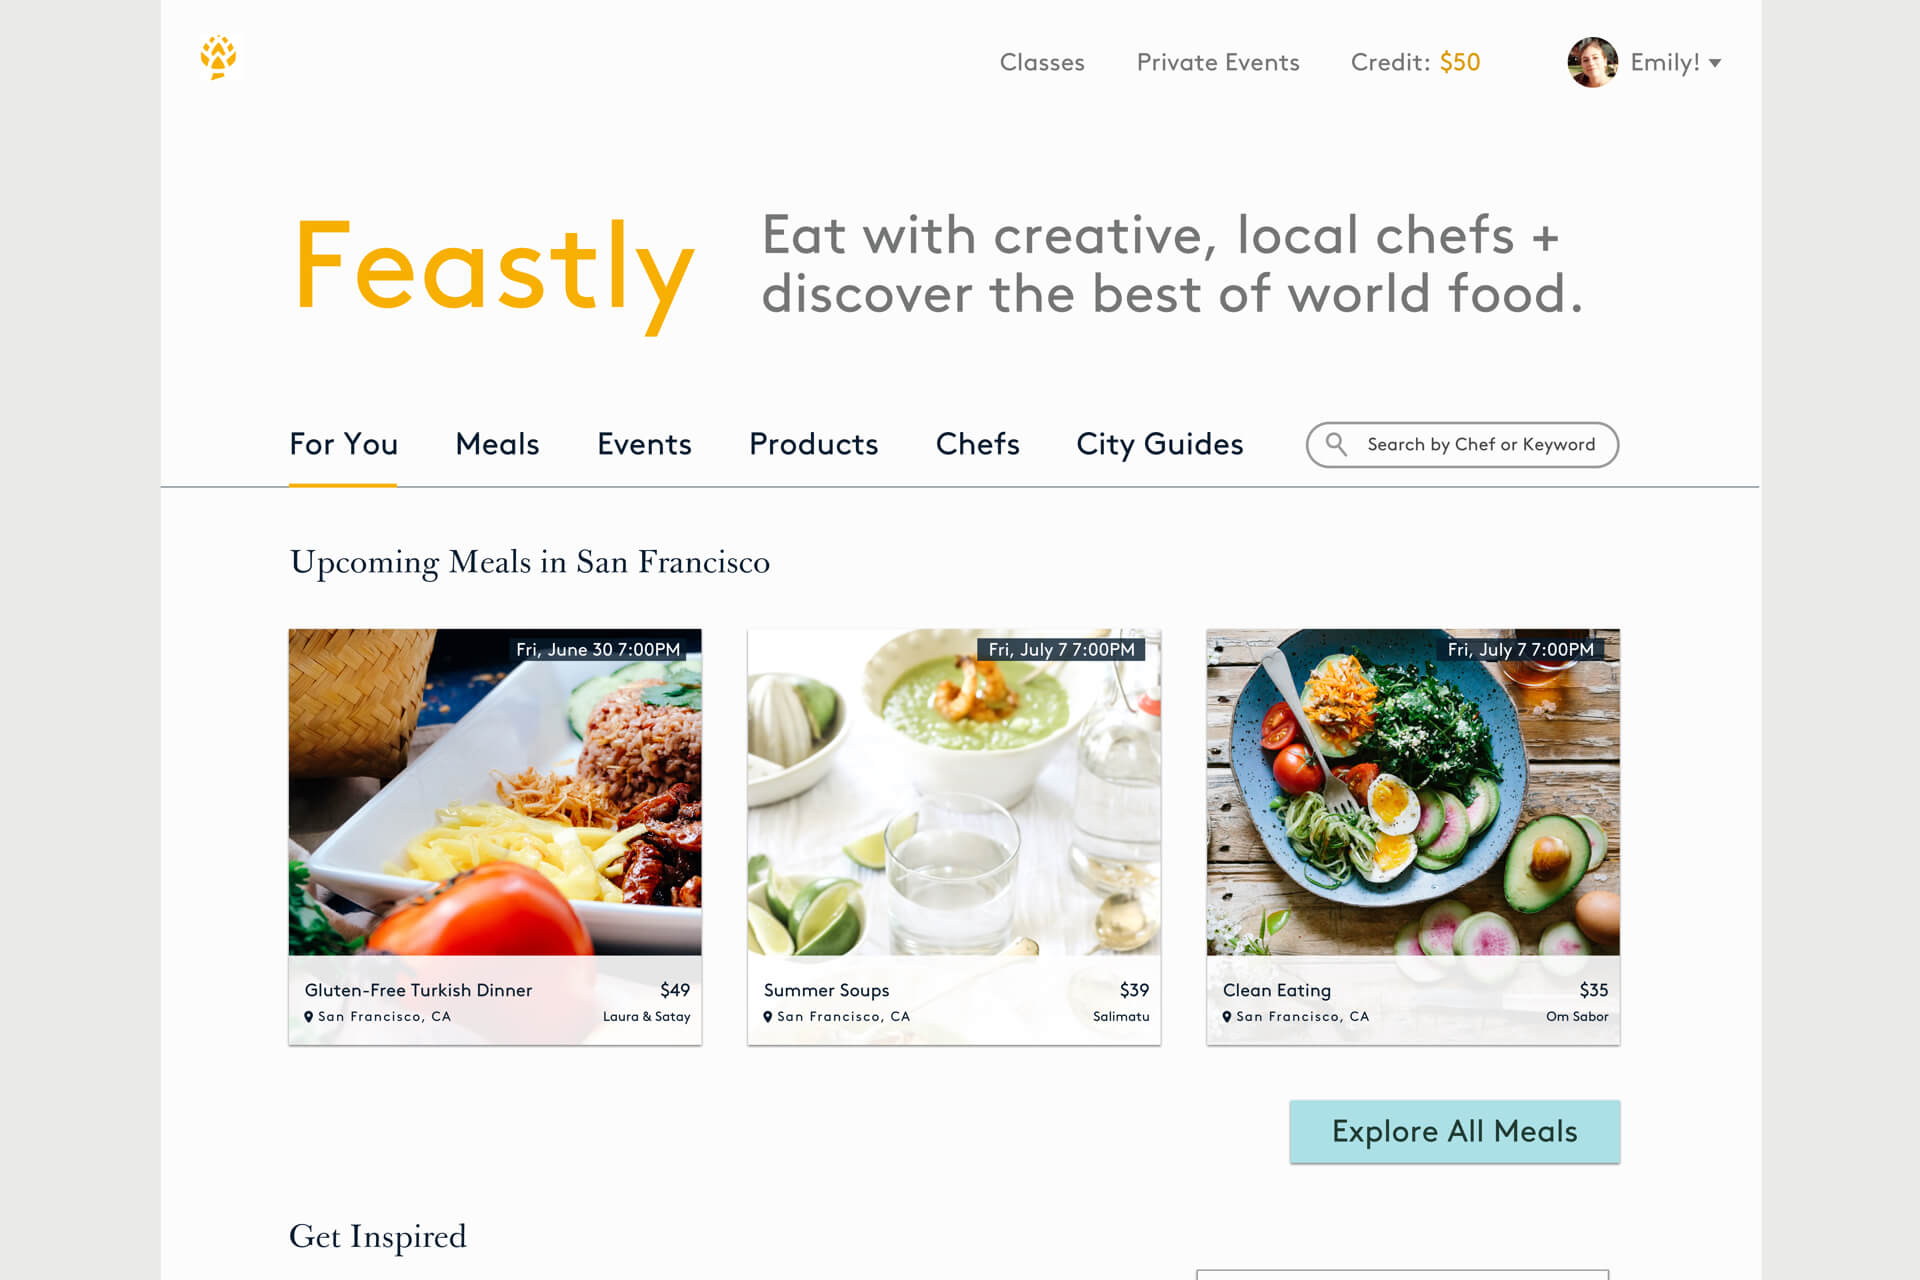 Classes Private Events Credit: $50 Emily!
Feastly
Eat with creative, local chefs +
discover the best of world food.
For You Meals Events Products Chefs City Guides Search by Chef or Keyword
Upcoming Meals in San Francisco
Fri, June 30 7:00PM
Gluten-Free Turkish Dinner $49
San Francisco, CA Laura & Satay
Fri, July 7 7:00PM
Summer Soups $39
San Francisco, CA Salimatu
Fri, July 7 7:00PM
Clean Eating $35
San Francisco, CA Om Sabor
Explore All Meals
Get Inspired